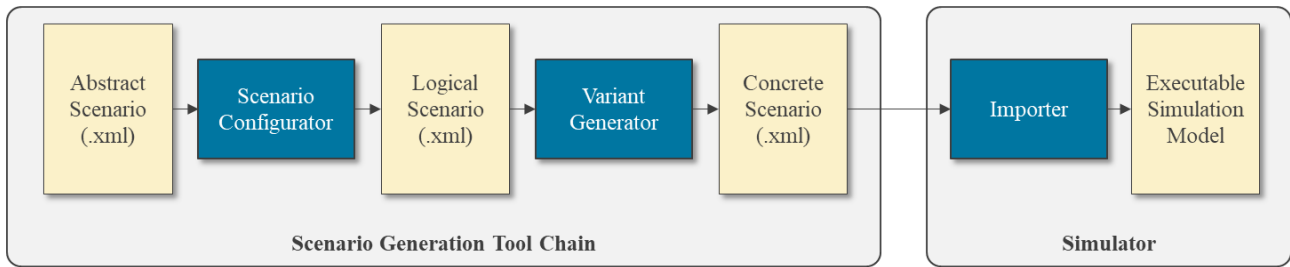 Abstract
Scenario
(.xml)
Scenario
Configurator
Logical
Scenario
(.xml)
Variant
Generator
Concrete
Scenario
(.xml)
Importer
Executable
Simulation
Model
Scenario Generation Tool Chain
Simulator